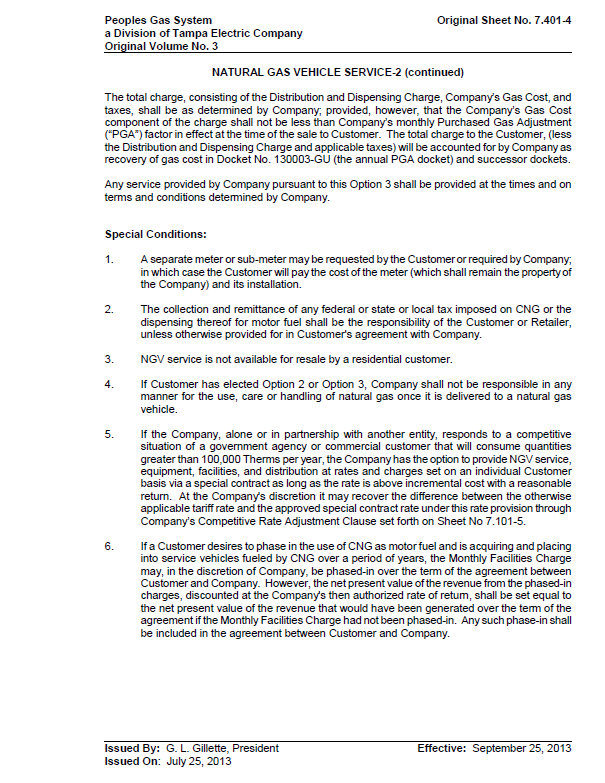 Peoples Gas System Original Sheet No. 7.401-4
a Division of Tampa Electric Company
Original Volume No. 3
NATURAL GAS VEHICLE SERVICE-2 (continued)
The total charge, consisting of the Distribution and Dispensing Charge, Company's Gas Cost, and
taxes, shall be as determined by Company; provided, however, that the Company's Gas Cost
component of the charge shall not be less than Company's monthly Purchased Gas Adjustment
("PGA") factor in effect at the time of the sale to Customer. The total charge to the Customer, (less
the Distribution and Dispensing Charge and applicable taxes) will be accounted for by Company as
recovery of gas cost in Docket No. 130003-GU (the annual PGA docket) and successor dockets.
Any service provided by Company pursuant to this Option 3 shall be provided at the times and on
terms and conditions determined by Company.
Special Conditions:
1. A separate meter or sub-meter may be requested by the Customer or required by Company;
in which case the Customer will pay the cost of the meter (which shall remain the property of
the Company) and its installation.
2. The collection and remittance of any federal or state or local tax imposed on CNG or the
dispensing thereof for motor fuel shall be the responsibility of the Customer or Retailer,
unless otherwise provided for in Customer's agreement with Company.
3. NGV service is not available for resale by a residential customer.
4. If Customer has elected Option 2 or Option 3, Company shall not be responsible in any
manner for the use, care or handling of natural gas once it is delivered to a natural gas
vehicle.
5. If the Company, alone or in partnership with another entity, responds to a competitive
situation of a government agency or commercial customer that will consume quantities
greater than 100,000 Therms per year, the Company has the option to provide NGV service,
equipment, facilities, and distribution at rates and charges set on an individual Customer
basis via a special contract as long as the rate is above incremental cost with a reasonable
return. At the Company's discretion it may recover the difference between the otherwise
applicable tariff rate and the approved special contract rate under this rate provision through
Company's Competitive Rate Adjustment Clause set forth on Sheet No 7.101-5.
6. If a Customer desires to phase in the use of CNG as motor fuel and is acquiring and placing
into service vehicles fueled by CNG over a period of years, the Monthly Facilities Charge
may, in the discretion of Company, be phased-in over the term of the agreement between
Customer and Company. However, the net present value of the revenue from the phased-in
charges, discounted at the Company's then authorized rate of return, shall be set equal to
the net present value of the revenue that would have been generated over the term of the
agreement if the Monthly Facilities Charge had not been phased-in. Any such phase-in shall
be included in the agreement between Customer and Company.
Issued By: G. L. Gillette, President Effective: September 25, 2013
Issued On: July 25, 2013